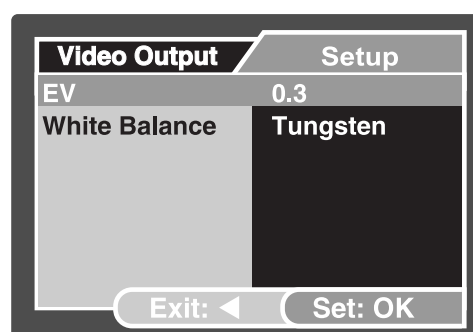 Video Output Setup
EV 0.3
White Balance Tungsten
Exit: ◀ Set: OK